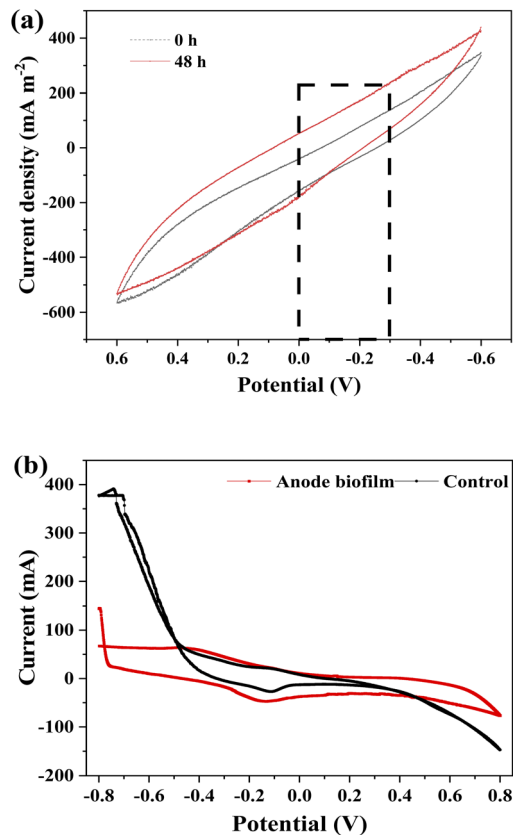 (a)
400
200
0
-200
-400
-600
Current density (mA m⁻²)
0 h
48 h
0.6 0.4 0.2 0.0 -0.2 -0.4 -0.6
Potential (V)
(b)
400
300
200
100
0
-100
-200
Current (mA)
Anode biofilm Control
-0.8 -0.6 -0.4 -0.2 0.0 0.2 0.4 0.6 0.8
Potential (V)